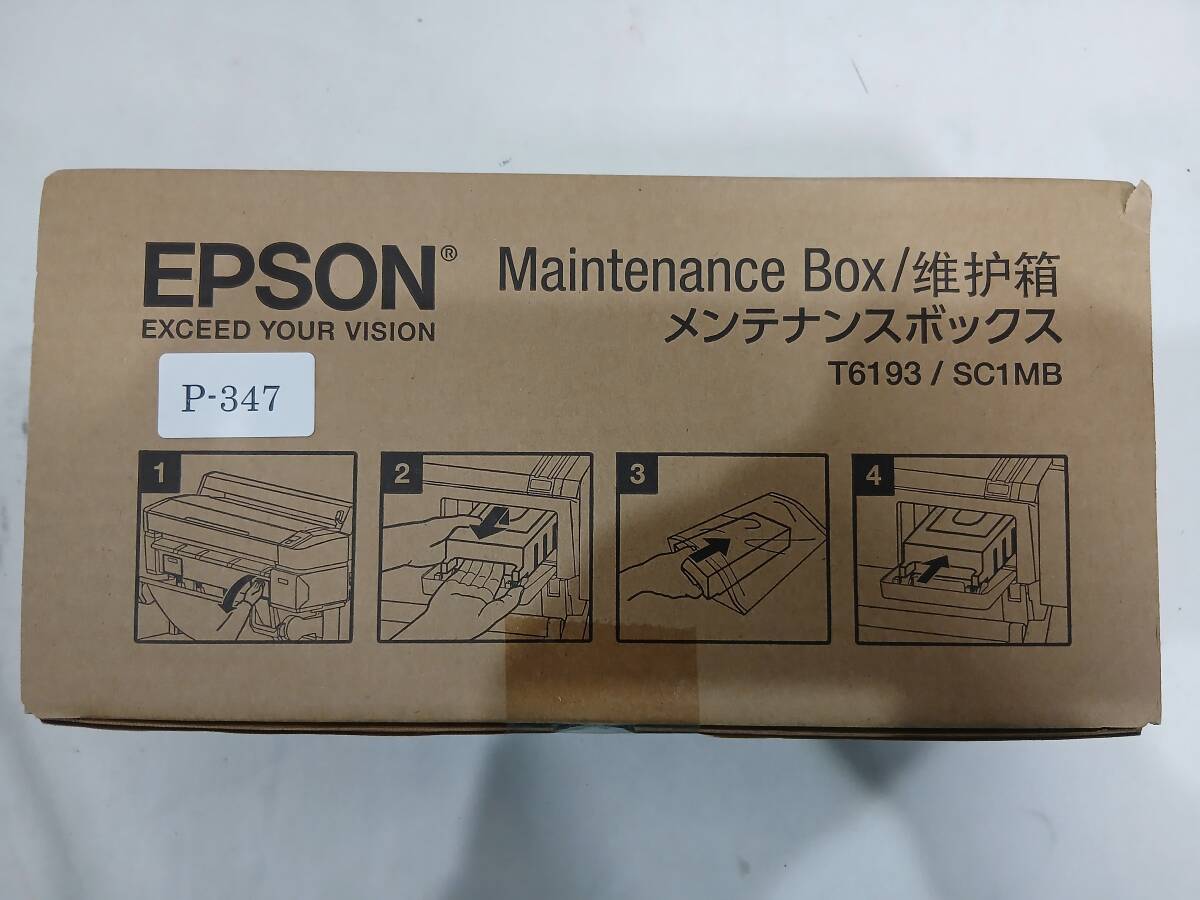 EPSON®
EXCEED YOUR VISION
Maintenance Box/维护箱
メンテナンスボックス
T6193 / SC1MB
P-347
1
2
3
4